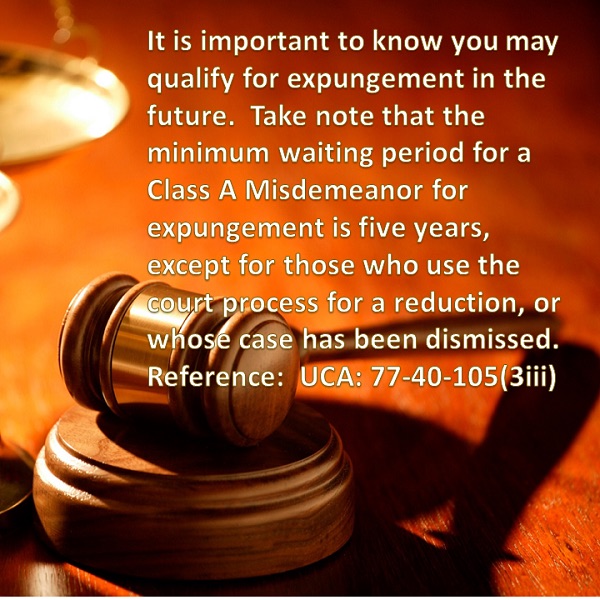 It is important to know you may
qualify for expungement in the
future.  Take note that the
minimum waiting period for a
Class A Misdemeanor for
expungement is five years,
except for those who use the
court process for a reduction, or
whose case has been dismissed.
Reference:  UCA: 77-40-105(3iii)